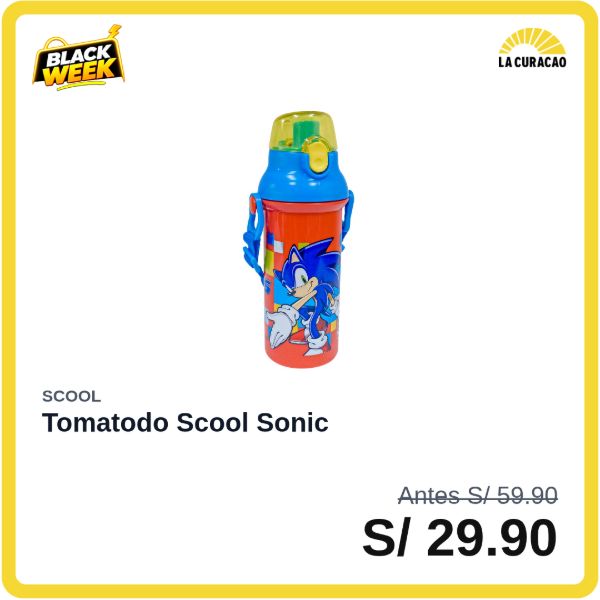 BLACK
WEEK
LA CURACAO
SCOOL
Tomatodo Scool Sonic
Antes S/ 59.90
S/ 29.90